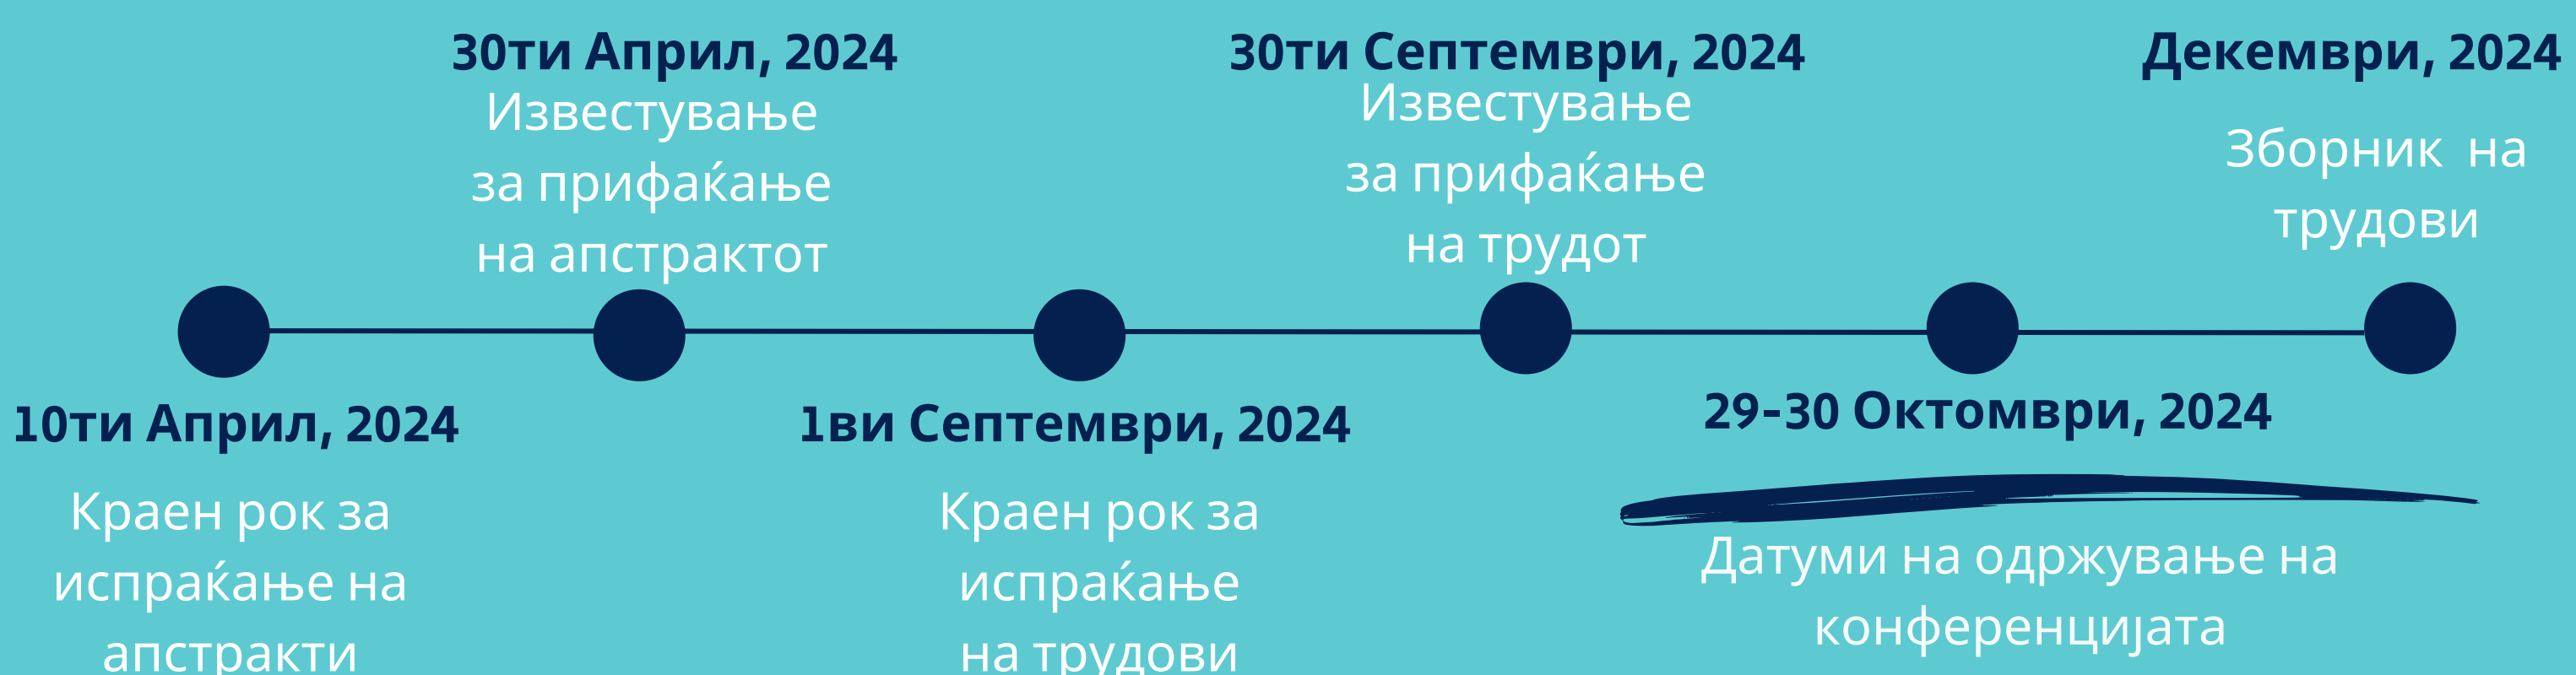 30ти Април, 2024
Известување
за прифаќање
на апстрактот
30ти Септември, 2024
Известување
за прифаќање
на трудот
Декември, 2024
Зборник на
трудови
10ти Април, 2024
Краен рок за
испраќање на
апстракти
1ви Септември, 2024
Краен рок за
испраќање
на трудови
29-30 Октомври, 2024
Датуми на одржување на
конференцијата